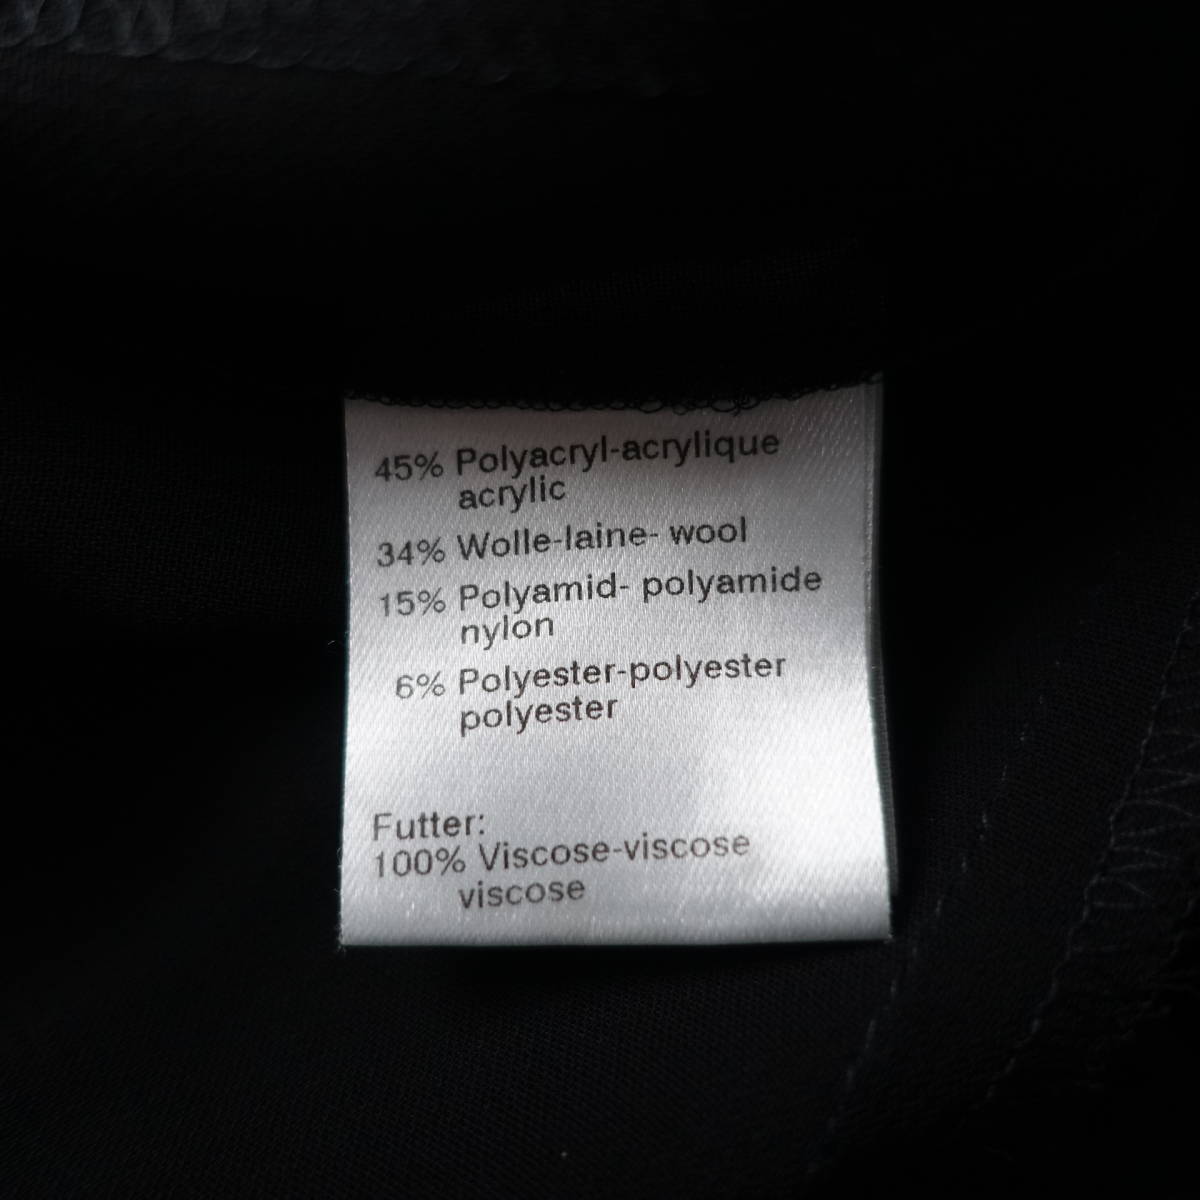 45% Polyacryl-acrylique
acrylic
34% Wolle-laine- wool
15% Polyamid- polyamide
nylon
6% Polyester-polyester
polyester
Futter:
100% Viscose-viscose
viscose